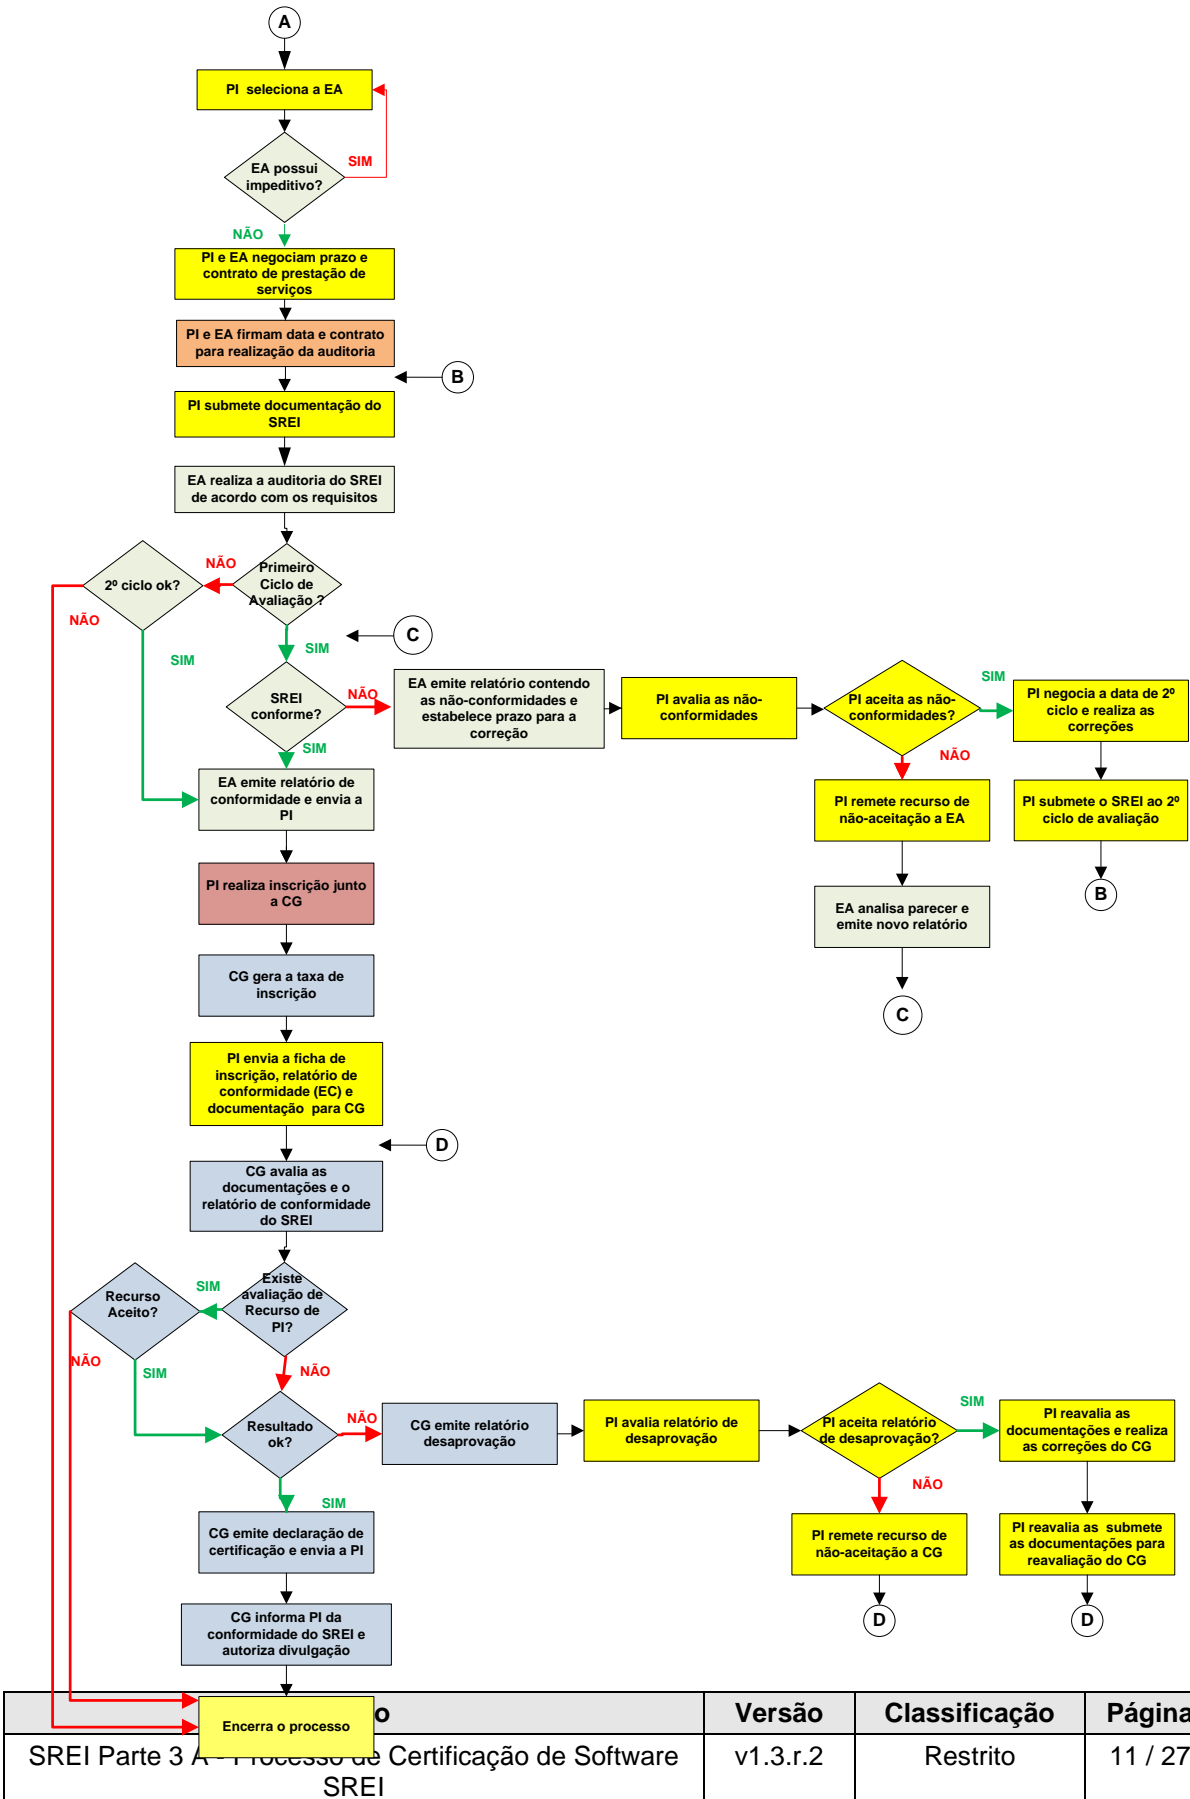 A
PI seleciona a EA
EA possui
impeditivo?
SIM
NÃO
PI e EA negociam prazo e
contrato de prestação de
serviços
PI e EA firmam data e contrato
para realização da auditoria
B
PI submete documentação do
SREI
EA realiza a auditoria do SREI
de acordo com os requisitos
Primeiro
Ciclo de
Avaliação ?
NÃO
2º ciclo ok?
NÃO
SIM
SIM
C
SREI
conforme?
NÃO
SIM
EA emite relatório contendo
as não-conformidades e
estabelece prazo para a
correção
PI avalia as não-
conformidades
PI aceita as não-
conformidades?
SIM
PI negocia a data de 2º
ciclo e realiza as
correções
NÃO
PI remete recurso de
não-aceitação a EA
PI submete o SREI ao 2º
ciclo de avaliação
B
EA analisa parecer e
emite novo relatório
C
EA emite relatório de
conformidade e envia a
PI
PI realiza inscrição junto
a CG
CG gera a taxa de
inscrição
PI envia a ficha de
inscrição, relatório de
conformidade (EC) e
documentação para CG
D
CG avalia as
documentações e o
relatório de conformidade
do SREI
Existe
avaliação de
Recurso de
PI?
SIM
Recurso
Aceito?
NÃO
SIM
NÃO
Resultado
ok?
NÃO
SIM
CG emite relatório
desaprovação
PI avalia relatório de
desaprovação
PI aceita relatório
de desaprovação?
SIM
PI reavalia as
documentações e realiza
as correções do CG
NÃO
PI remete recurso de
não-aceitação a CG
D
PI reavalia as submete
as documentações para
reavaliação do CG
D
CG emite declaração de
certificação e envia a PI
CG informa PI da
conformidade do SREI e
autoriza divulgação
Encerra o processo
o Versão Classificação Página
SREI Parte 3 A - Processo de Certificação de Software v1.3.r.2 Restrito 11 / 27
SREI